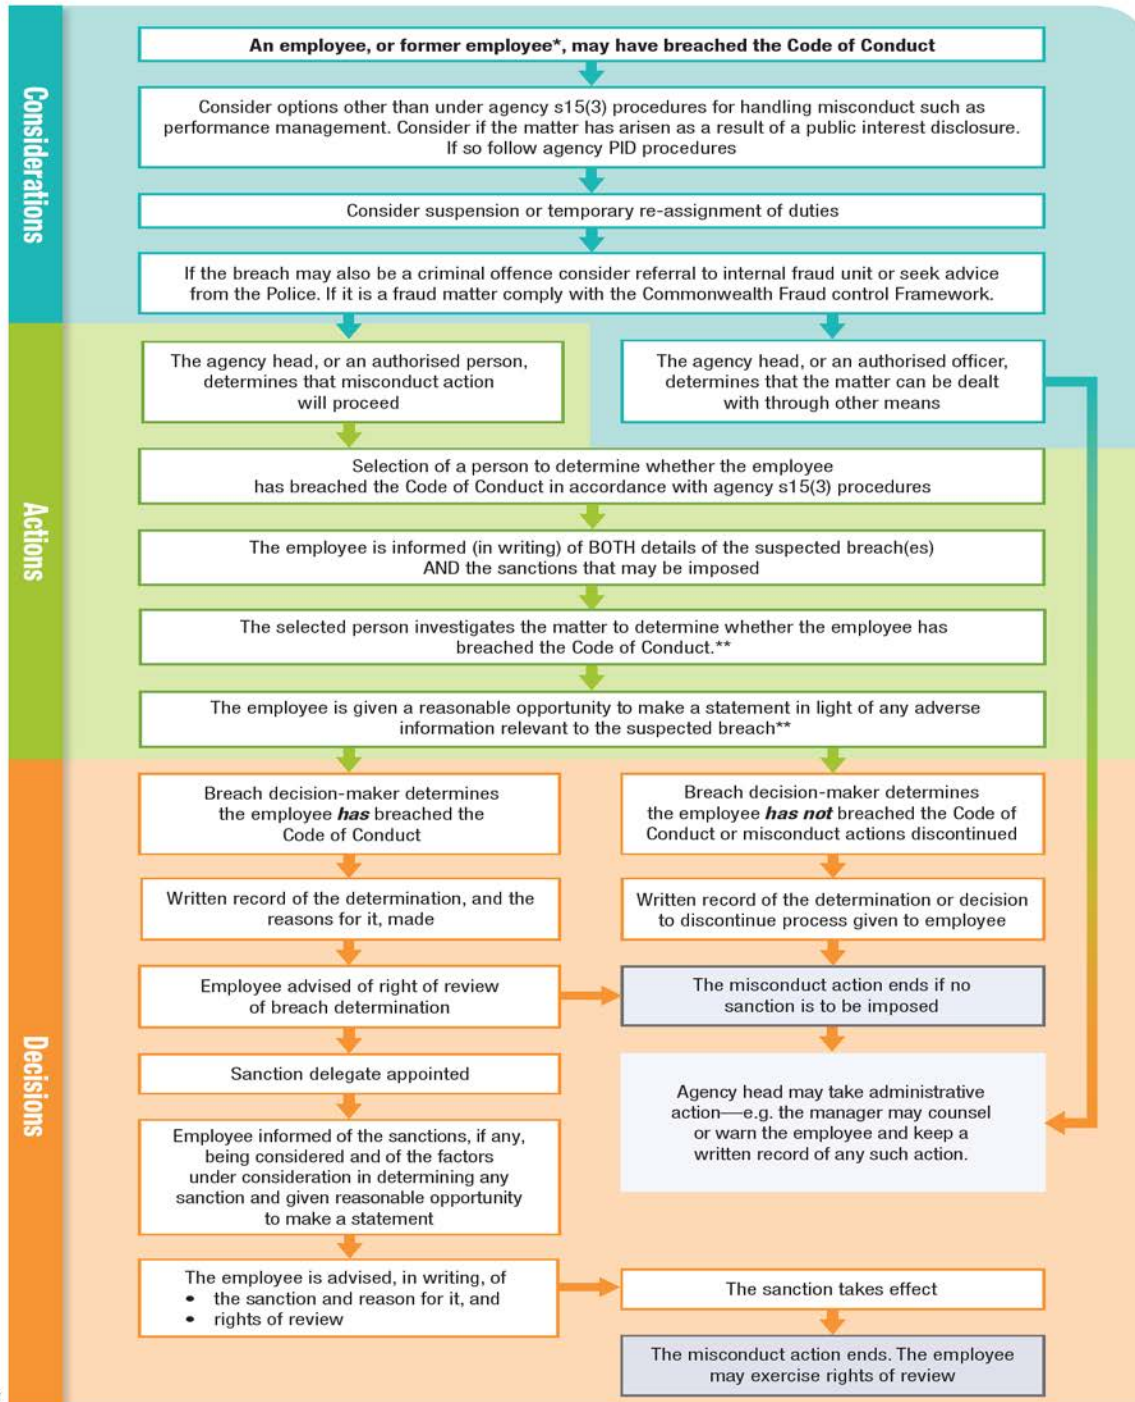 Considerations
An employee, or former employee*, may have breached the Code of Conduct
Consider options other than under agency s15(3) procedures for handling misconduct such as
performance management. Consider if the matter has arisen as a result of a public interest disclosure.
If so follow agency PID procedures
Consider suspension or temporary re-assignment of duties
If the breach may also be a criminal offence consider referral to internal fraud unit or seek advice
from the Police. If it is a fraud matter comply with the Commonwealth Fraud control Framework.
Actions
The agency head, or an authorised person,
determines that misconduct action
will proceed
The agency head, or an authorised officer,
determines that the matter can be dealt
with through other means
Selection of a person to determine whether the employee
has breached the Code of Conduct in accordance with agency s15(3) procedures
The employee is informed (in writing) of BOTH details of the suspected breach(es)
AND the sanctions that may be imposed
The selected person investigates the matter to determine whether the employee has
breached the Code of Conduct.**
The employee is given a reasonable opportunity to make a statement in light of any adverse
information relevant to the suspected breach**
Decisions
Breach decision-maker determines
the employee has breached the
Code of Conduct
Breach decision-maker determines
the employee has not breached the Code of
Conduct or misconduct actions discontinued
Written record of the determination, and the
reasons for it, made
Written record of the determination or decision
to discontinue process given to employee
Employee advised of right of review
of breach determination
The misconduct action ends if no
sanction is to be imposed
Sanction delegate appointed
Agency head may take administrative
action—e.g. the manager may counsel
or warn the employee and keep a
written record of any such action.
Employee informed of the sanctions, if any,
being considered and of the factors
under consideration in determining any
sanction and given reasonable opportunity
to make a statement
The employee is advised, in writing, of
• the sanction and reason for it, and
• rights of review
The sanction takes effect
The misconduct action ends. The employee
may exercise rights of review